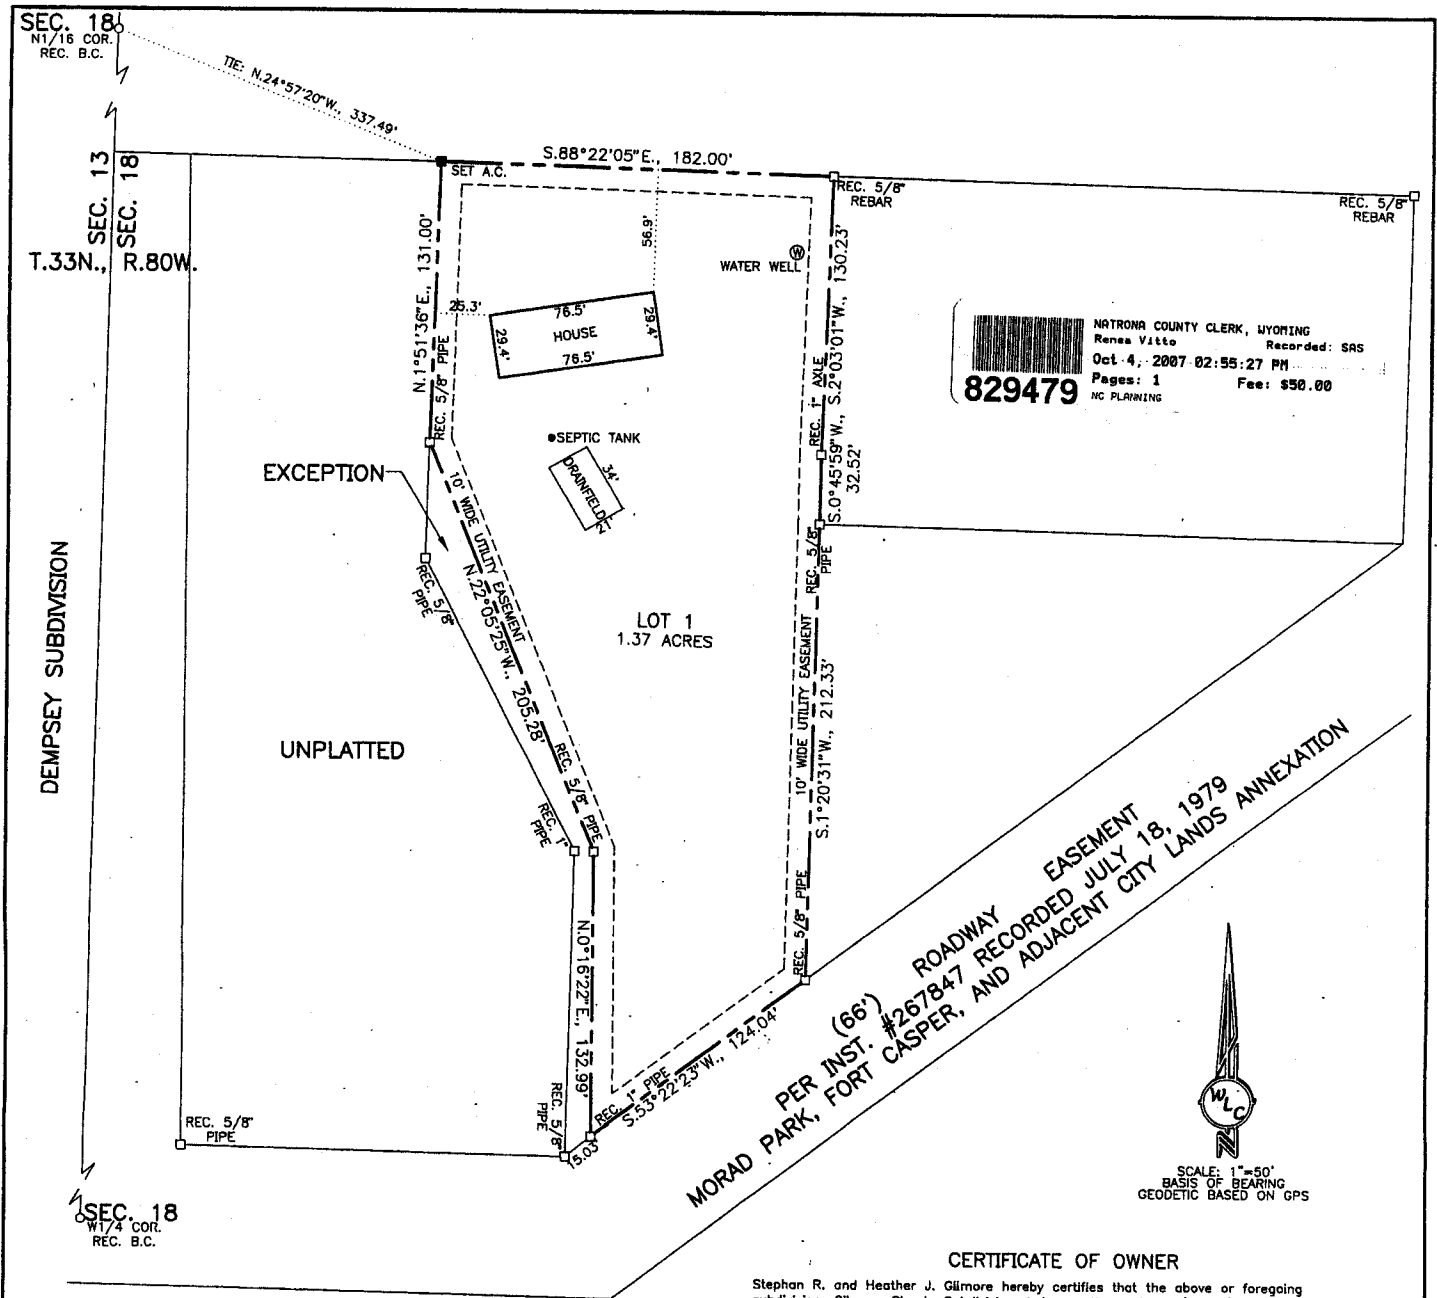 SEC. 18
N1/16 COR.
REC. B.C.
TIE: N.24°57'20"W., 337.49'
SEC. 13
SEC. 18
T.33N., R.80W.
S.88°22'05"E., 182.00'
SET A.C.
REC. 5/8"
REBAR
REC. 5/8"
REBAR
N.1°51'36"E., 131.00'
REC. 5/8" PIPE
56.9'
WATER WELL
W
25.3'
76.5'
HOUSE
76.5'
29.4'
29.4'
S.2°03'01"W., 130.23'
REC. 1" AXLE
S.0°45'59"W.,
32.52'
NATRONA COUNTY CLERK, WYOMING
Renea Vitto Recorded: SAS
Oct 4, 2007 02:55:27 PM
Pages: 1 Fee: $50.00
829479 NC PLANNING
SEPTIC TANK
DRAINFIELD
34'
12'
EXCEPTION
10' WIDE UTILITY EASEMENT
N.22°05'25"W., 205.28'
REC. 5/8"
PIPE
REC. 5/8"
PIPE
LOT 1
1.37 ACRES
10' WIDE UTILITY EASEMENT
S.1°20'31"W., 212.33'
DEMPSEY SUBDIVISION
UNPLATTED
REC. 5/8" PIPE
REC. 1"
PIPE
REC. 5/8" PIPE
N.0°16'22"E., 132.99'
REC. 1" PIPE
S.53°22'23"W., 124.04'
REC. 5/8"
PIPE
15.03'
REC. 5/8"
PIPE
(66') ROADWAY EASEMENT
PER INST. #267847 RECORDED JULY 18, 1979
MORAD PARK, FORT CASPER, AND ADJACENT CITY LANDS ANNEXATION
WLC
N
SCALE: 1"=50'
BASIS OF BEARING
GEODETIC BASED ON GPS
SEC. 18
W1/4 COR.
REC. B.C.
CERTIFICATE OF OWNER
Stephan R. and Heather J. Gilmore hereby certifies that the above or foregoing